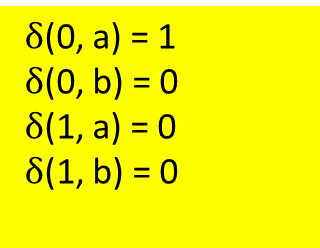 δ(0, a) = 1
δ(0, b) = 0
δ(1, a) = 0
δ(1, b) = 0